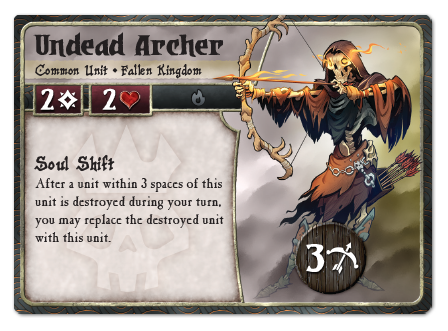 Undead Archer
Common Unit • Fallen Kingdom
2 2
Soul Shift
After a unit within 3 spaces of this
unit is destroyed during your turn,
you may replace the destroyed unit
with this unit.
3